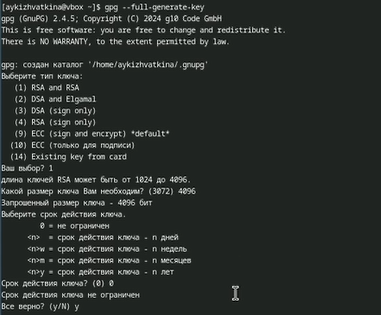 [aykizhvatkina@vbox ~]$ gpg --full-generate-key
gpg (GnuPG) 2.4.5; Copyright (C) 2024 g10 Code GmbH
This is free software: you are free to change and redistribute it.
There is NO WARRANTY, to the extent permitted by law.

gpg: создан каталог '/home/aykizhvatkina/.gnupg'
Выберите тип ключа:
   (1) RSA and RSA
   (2) DSA and Elgamal
   (3) DSA (sign only)
   (4) RSA (sign only)
   (9) ECC (sign and encrypt) *default*
  (10) ECC (только для подписи)
  (14) Existing key from card
Ваш выбор? 1
длина ключей RSA может быть от 1024 до 4096.
Какой размер ключа Вам необходим? (3072) 4096
Запрошенный размер ключа - 4096 бит
Выберите срок действия ключа.
         0 = не ограничен
      <n>  = срок действия ключа - n дней
      <n>w = срок действия ключа - n недель
      <n>m = срок действия ключа - n месяцев
      <n>y = срок действия ключа - n лет
Срок действия ключа? (0) 0
Срок действия ключа не ограничен
Все верно? (y/N) y